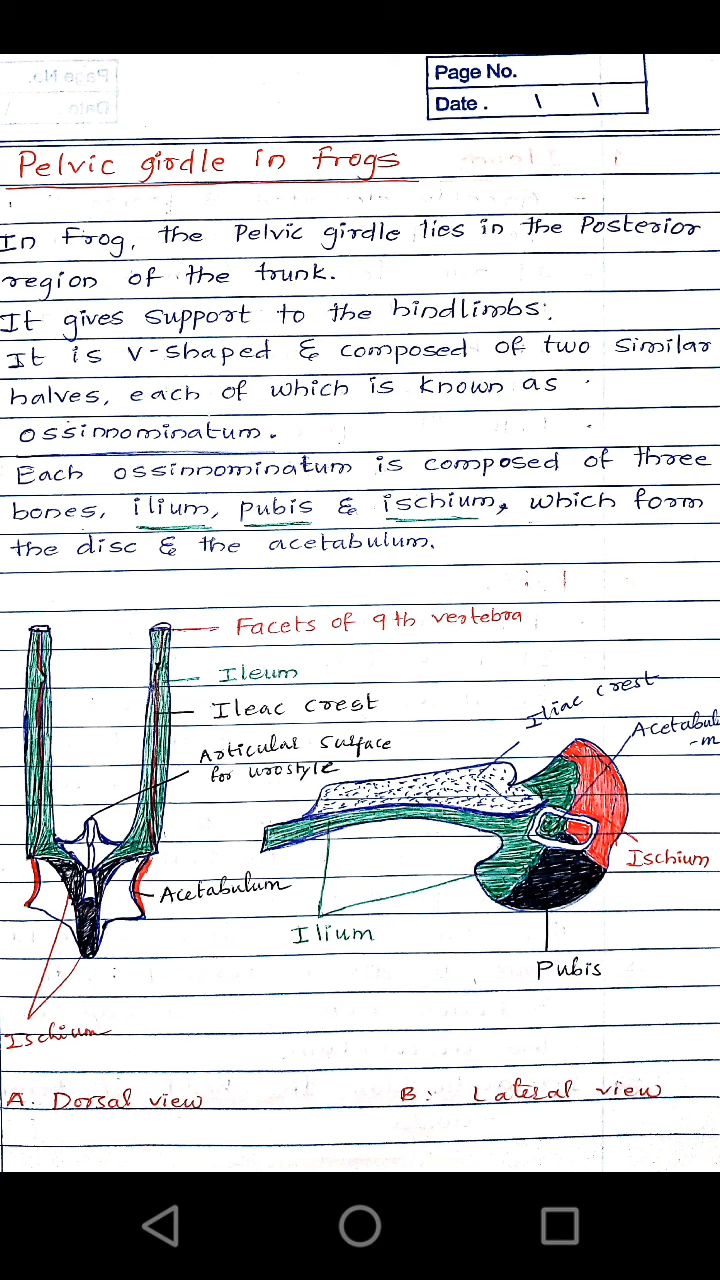 Page No.
Date . \ \
Pelvic girdle in frogs
In Frog, the Pelvic girdle lies in the Posterior
region of the trunk.
It gives support to the hindlimbs.
It is V-shaped & composed of two similar
halves, each of which is known as
ossinnominatum.
Each ossinnominatum is composed of three
bones, ilium, pubis & ischium, which form
the disc & the acetabulum.
Facets of 9th vertebra
Ileum
Ileac crest
Articular surface
for urostyle
Iliac crest
Acetabulu
-m
Ischium
Acetabulum
Ilium
Pubis
Ischium
A. Dorsal view
B. Lateral view